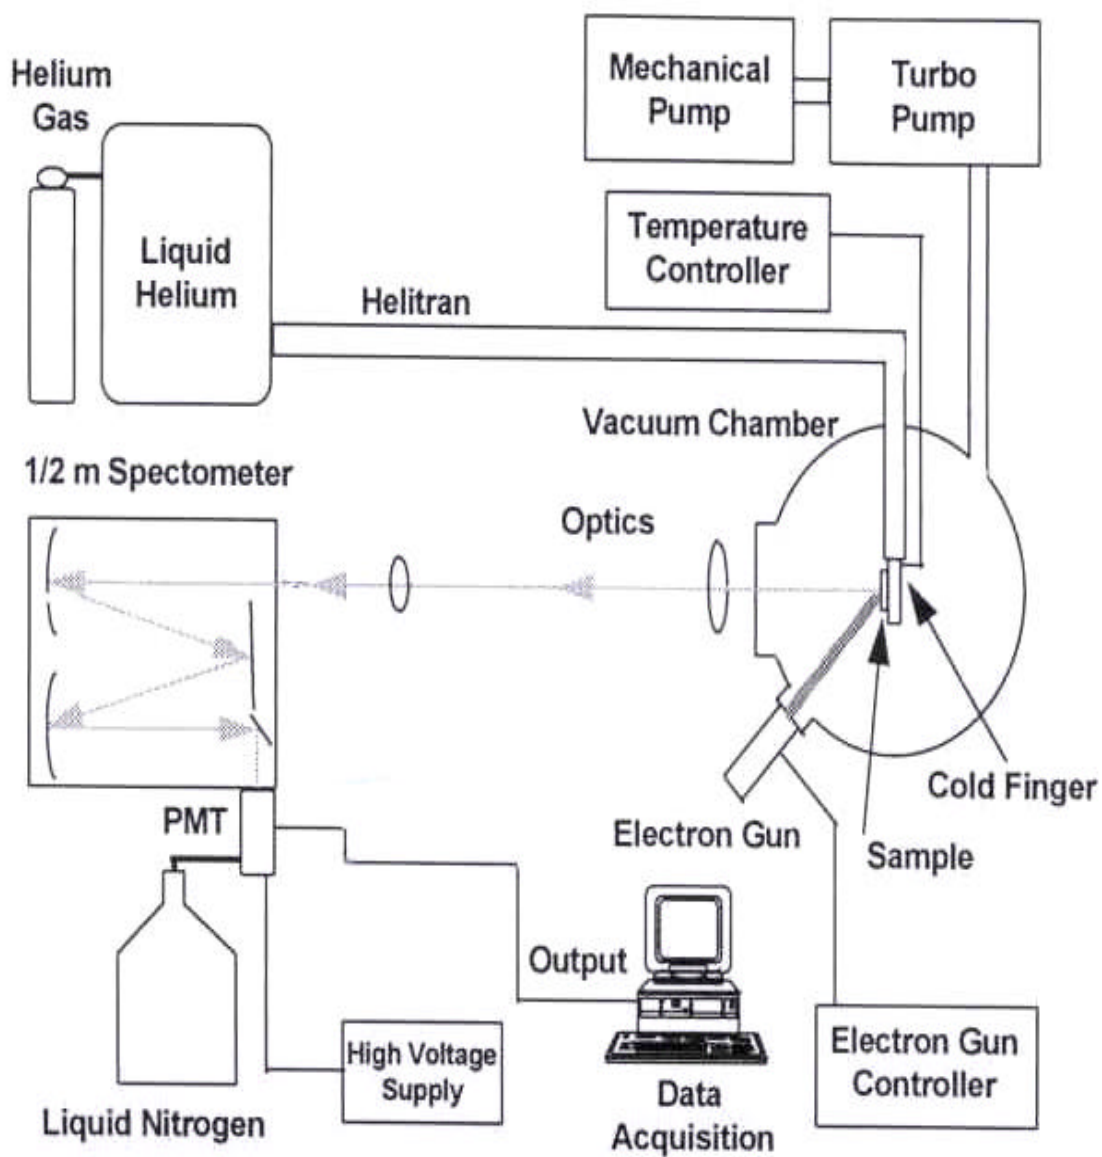 Helium
Gas
Mechanical
Pump
Turbo
Pump
Liquid
Helium
Temperature
Controller
Helitran
Vacuum Chamber
1/2 m Spectometer
Optics
Cold Finger
PMT
Electron Gun
Sample
Output
High Voltage
Supply
Electron Gun
Controller
Liquid Nitrogen
Data
Acquisition